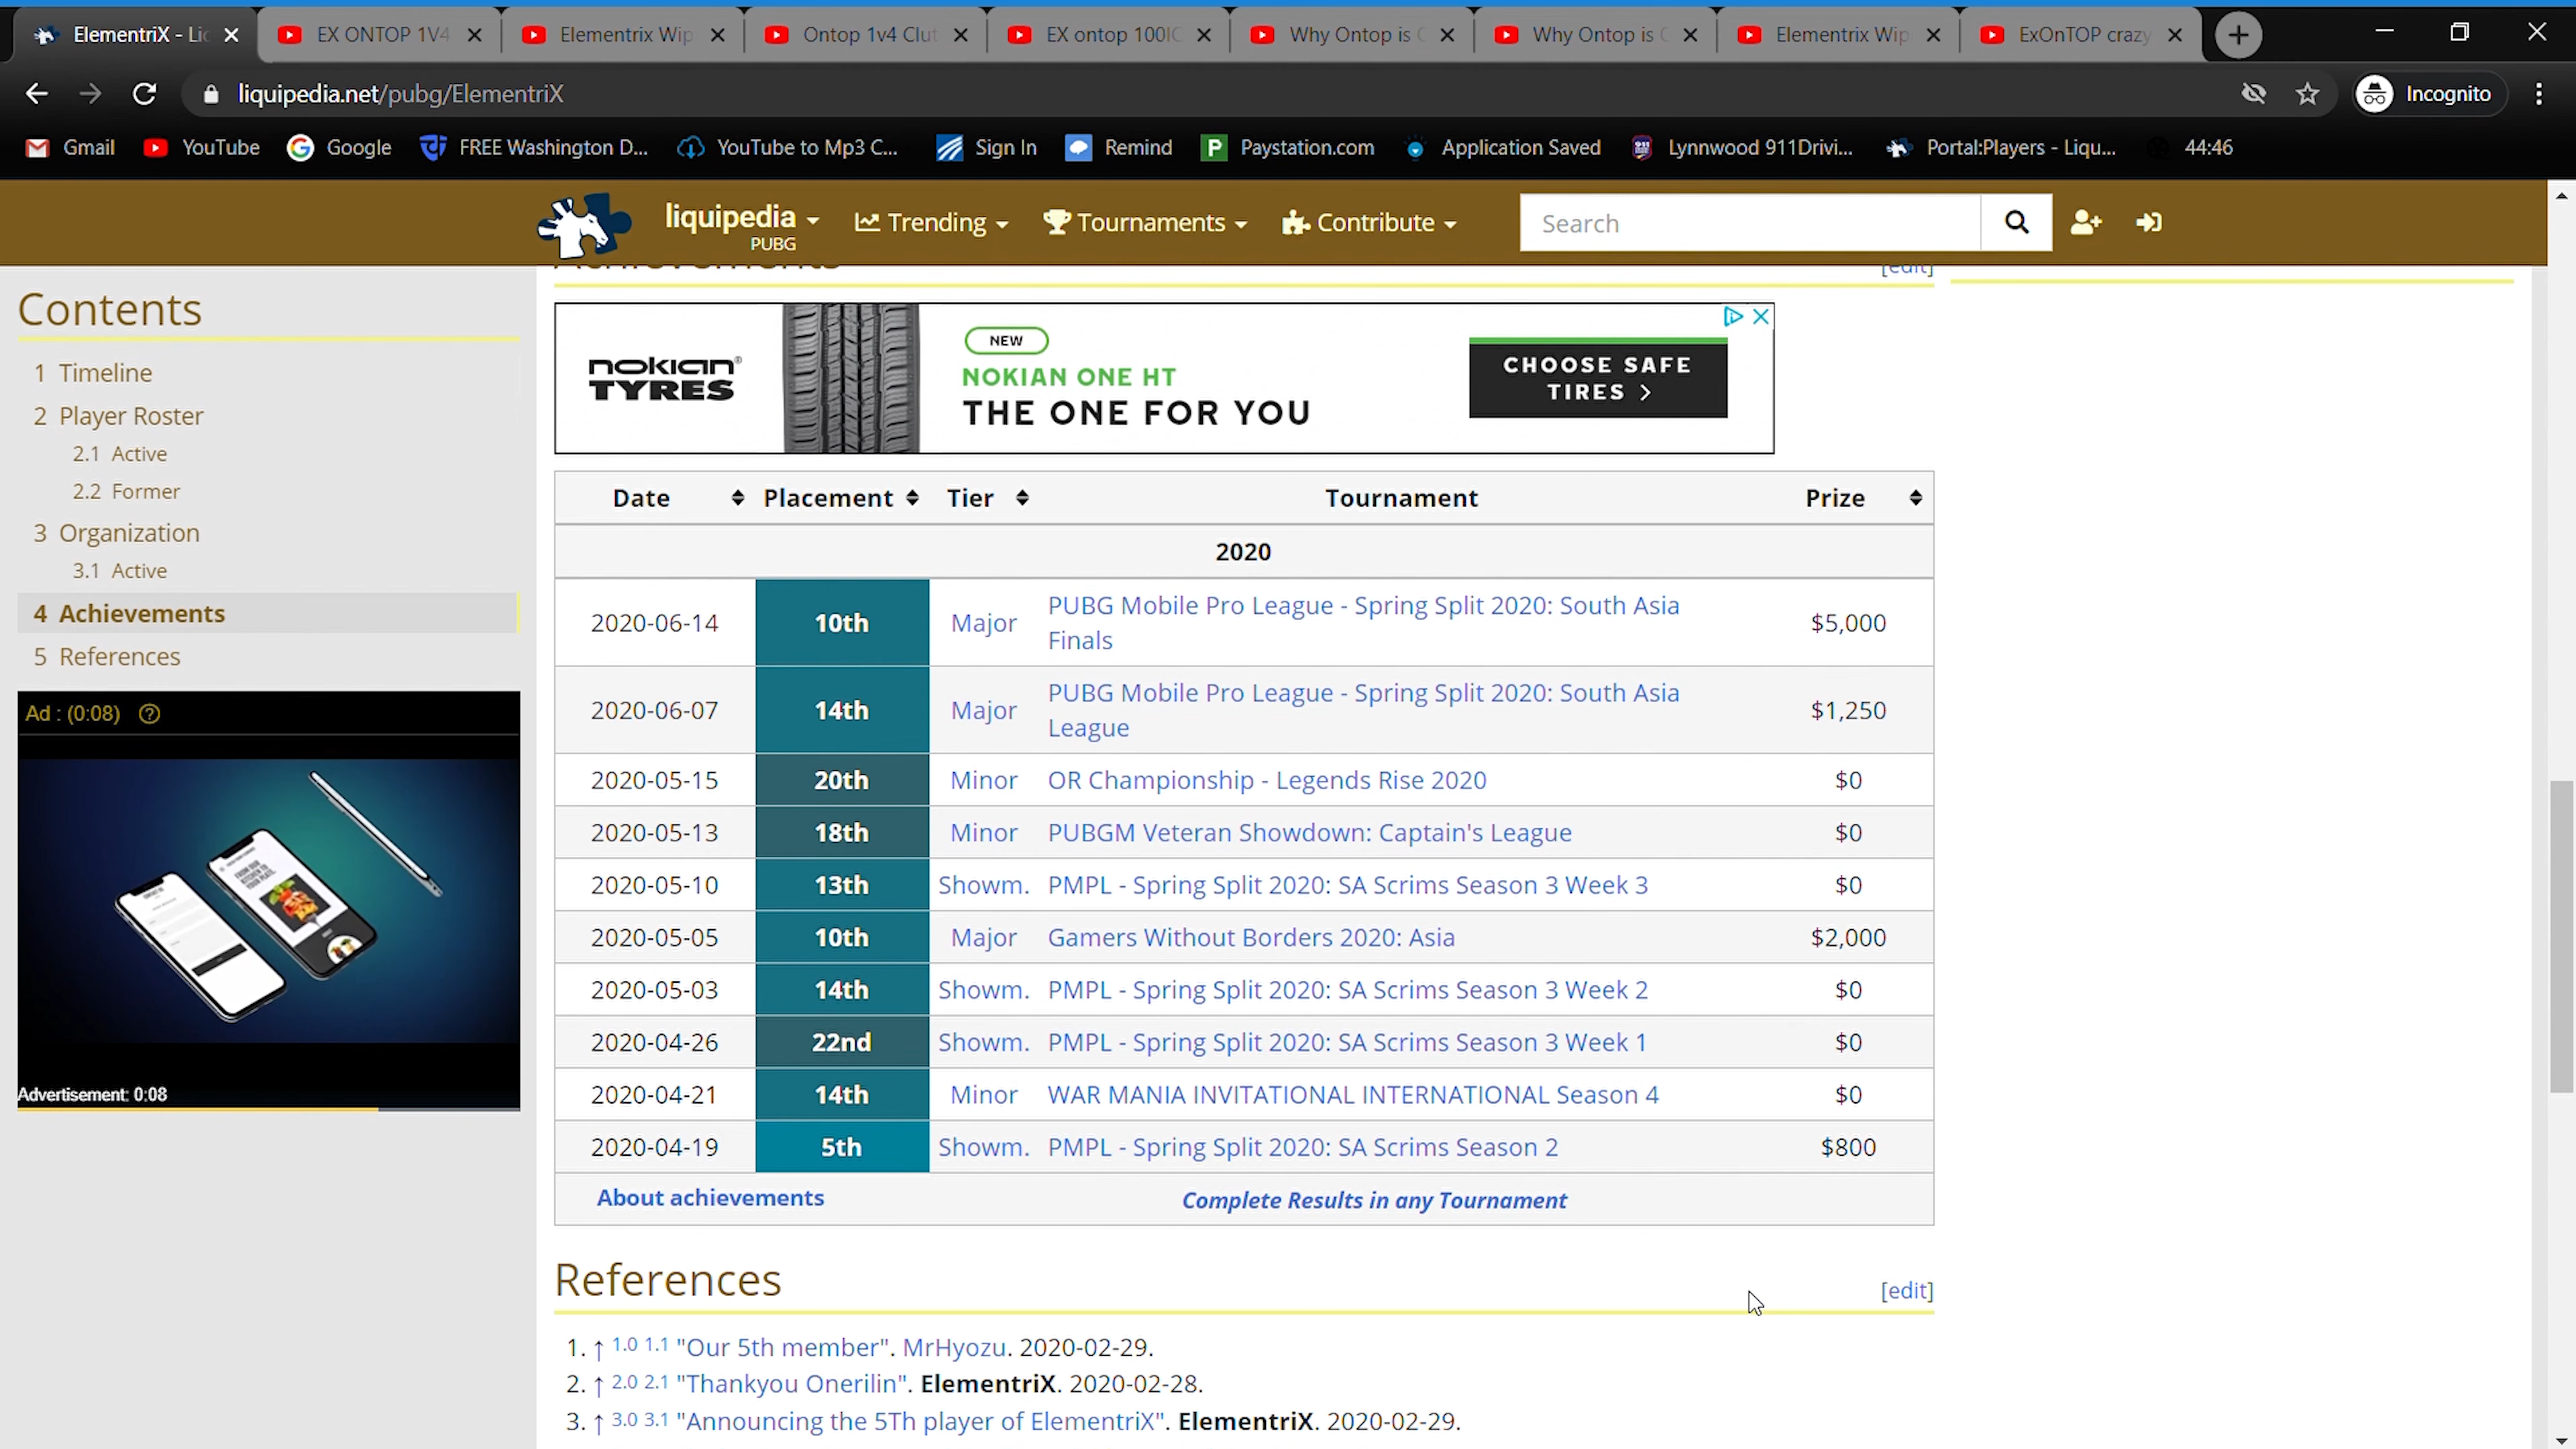 ElementriX - Lic
EX ONTOP 1V4
Elementrix Wip
Ontop 1v4 Clut
EX ontop 100IC
Why Ontop is
Why Ontop is
Elementrix Wip
ExOnTOP crazy
liquipedia.net/pubg/ElementriX
Incognito
Gmail
YouTube
Google
FREE Washington D...
YouTube to Mp3 C...
Sign In
Remind
Paystation.com
Application Saved
Lynnwood 911Drivi...
Portal:Players - Liqu...
44:46
liquipedia
PUBG
Trending
Tournaments
Contribute
Search
Contents
1 Timeline
2 Player Roster
2.1 Active
2.2 Former
3 Organization
3.1 Active
4 Achievements
5 References
Ad : (0:08)
Advertisement: 0:08
Achievements [edit]
nokian®
TYRES
NEW
NOKIAN ONE HT
THE ONE FOR YOU
CHOOSE SAFE
TIRES >
Date Placement Tier Tournament Prize
2020
2020-06-14 10th Major PUBG Mobile Pro League - Spring Split 2020: South Asia
Finals $5,000
2020-06-07 14th Major PUBG Mobile Pro League - Spring Split 2020: South Asia
League $1,250
2020-05-15 20th Minor OR Championship - Legends Rise 2020 $0
2020-05-13 18th Minor PUBGM Veteran Showdown: Captain's League $0
2020-05-10 13th Showm. PMPL - Spring Split 2020: SA Scrims Season 3 Week 3 $0
2020-05-05 10th Major Gamers Without Borders 2020: Asia $2,000
2020-05-03 14th Showm. PMPL - Spring Split 2020: SA Scrims Season 3 Week 2 $0
2020-04-26 22nd Showm. PMPL - Spring Split 2020: SA Scrims Season 3 Week 1 $0
2020-04-21 14th Minor WAR MANIA INVITATIONAL INTERNATIONAL Season 4 $0
2020-04-19 5th Showm. PMPL - Spring Split 2020: SA Scrims Season 2 $800
About achievements Complete Results in any Tournament
References [edit]
1. ↑ 1.0 1.1 "Our 5th member". MrHyozu. 2020-02-29.
2. ↑ 2.0 2.1 "Thankyou Onerilin". ElementriX. 2020-02-28.
3. ↑ 3.0 3.1 "Announcing the 5Th player of ElementriX". ElementriX. 2020-02-29.